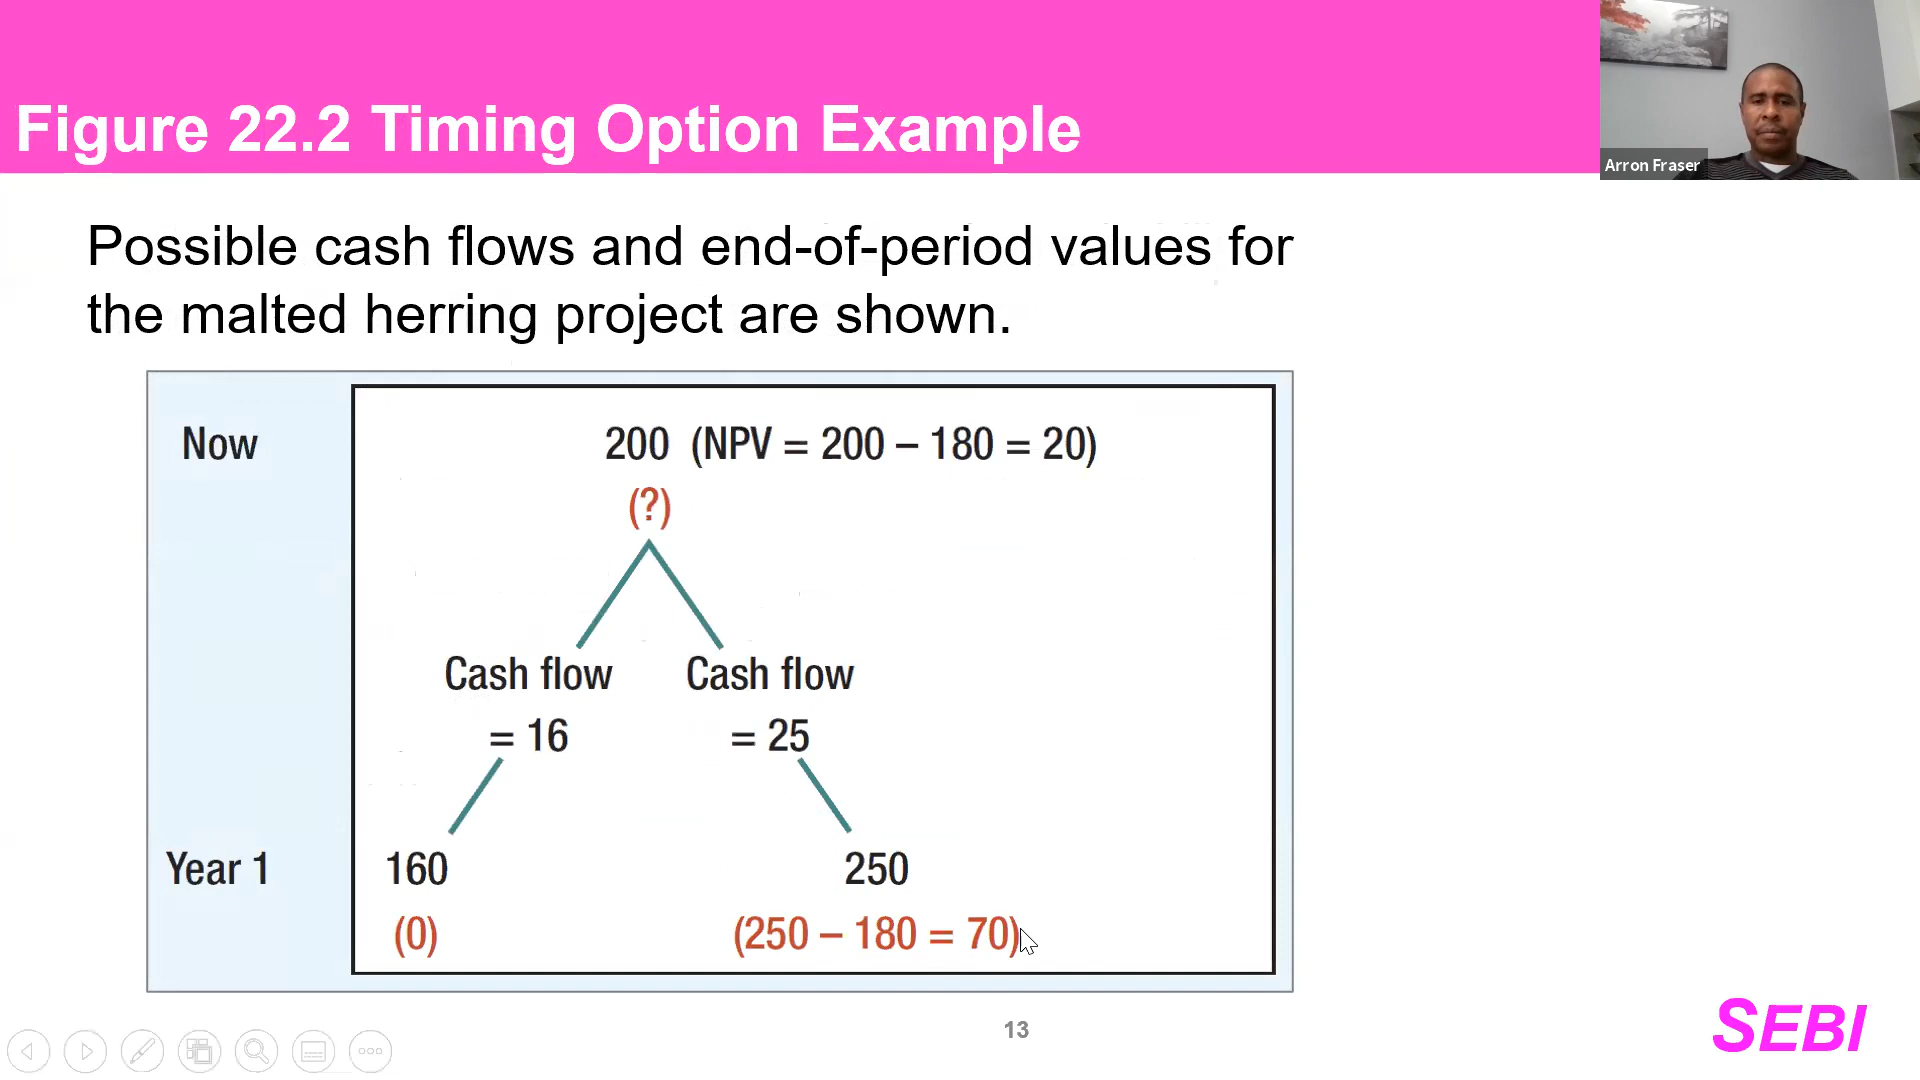 Figure 22.2 Timing Option Example
Arron Fraser
Possible cash flows and end-of-period values for
the malted herring project are shown.
Now
200 (NPV = 200 – 180 = 20)
(?)
Cash flow
= 16
Cash flow
= 25
Year 1
160
250
(0)
(250 – 180 = 70)
13
SEBI